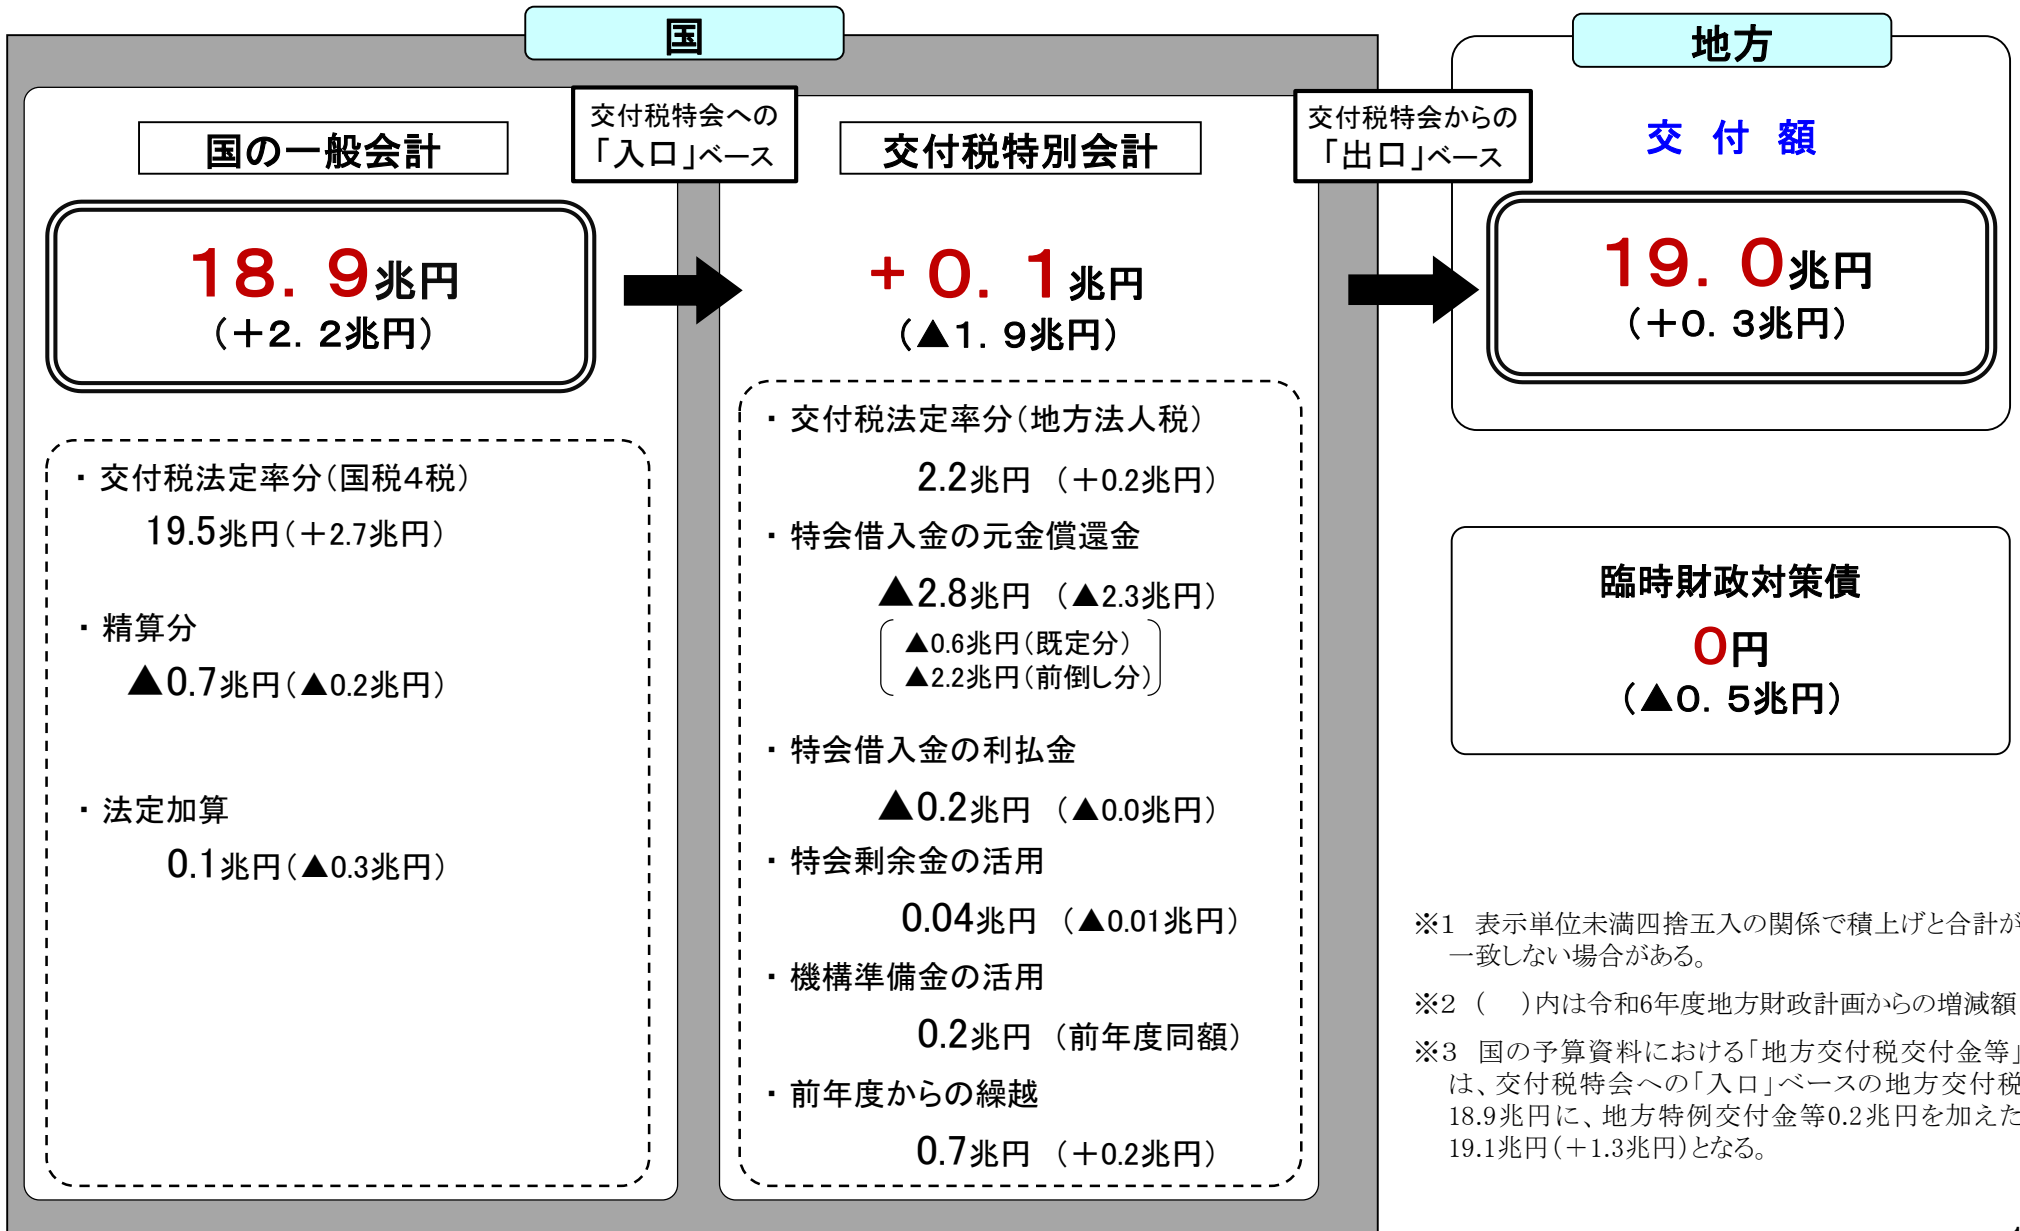 国
地方
国の一般会計
交付税特会への
「入口」ベース
交付税特別会計
交付税特会からの
「出口」ベース
交 付 額
18.9兆円
(+2.2兆円)
+0.1兆円
(▲1.9兆円)
19.0兆円
(+0.3兆円)
・交付税法定率分(国税4税)
19.5兆円(+2.7兆円)
・精算分
▲0.7兆円(▲0.2兆円)
・法定加算
0.1兆円(▲0.3兆円)
・交付税法定率分(地方法人税)
2.2兆円 (+0.2兆円)
・特会借入金の元金償還金
▲2.8兆円 (▲2.3兆円)
▲0.6兆円(既定分)
▲2.2兆円(前倒し分)
・特会借入金の利払金
▲0.2兆円 (▲0.0兆円)
・特会剰余金の活用
0.04兆円 (▲0.01兆円)
・機構準備金の活用
0.2兆円 (前年度同額)
・前年度からの繰越
0.7兆円 (+0.2兆円)
臨時財政対策債
0円
(▲0.5兆円)
※1 表示単位未満四捨五入の関係で積上げと合計が
一致しない場合がある。
※2 ( )内は令和6年度地方財政計画からの増減額
※3 国の予算資料における「地方交付税交付金等」
は、交付税特会への「入口」ベースの地方交付税
18.9兆円に、地方特例交付金等0.2兆円を加えた
19.1兆円(+1.3兆円)となる。